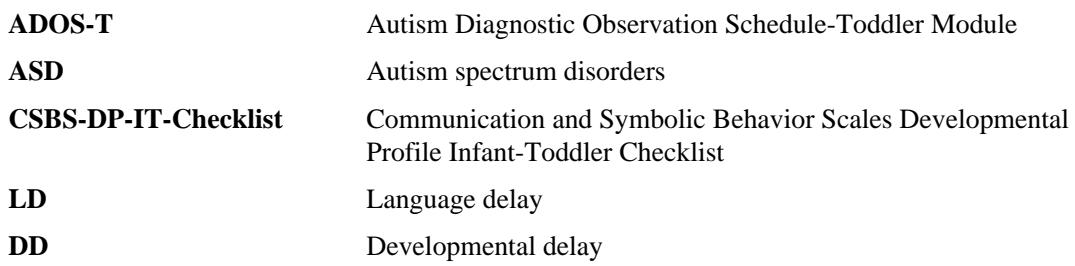 ADOS-T Autism Diagnostic Observation Schedule-Toddler Module
ASD Autism spectrum disorders
CSBS-DP-IT-Checklist Communication and Symbolic Behavior Scales Developmental
Profile Infant-Toddler Checklist
LD Language delay
DD Developmental delay